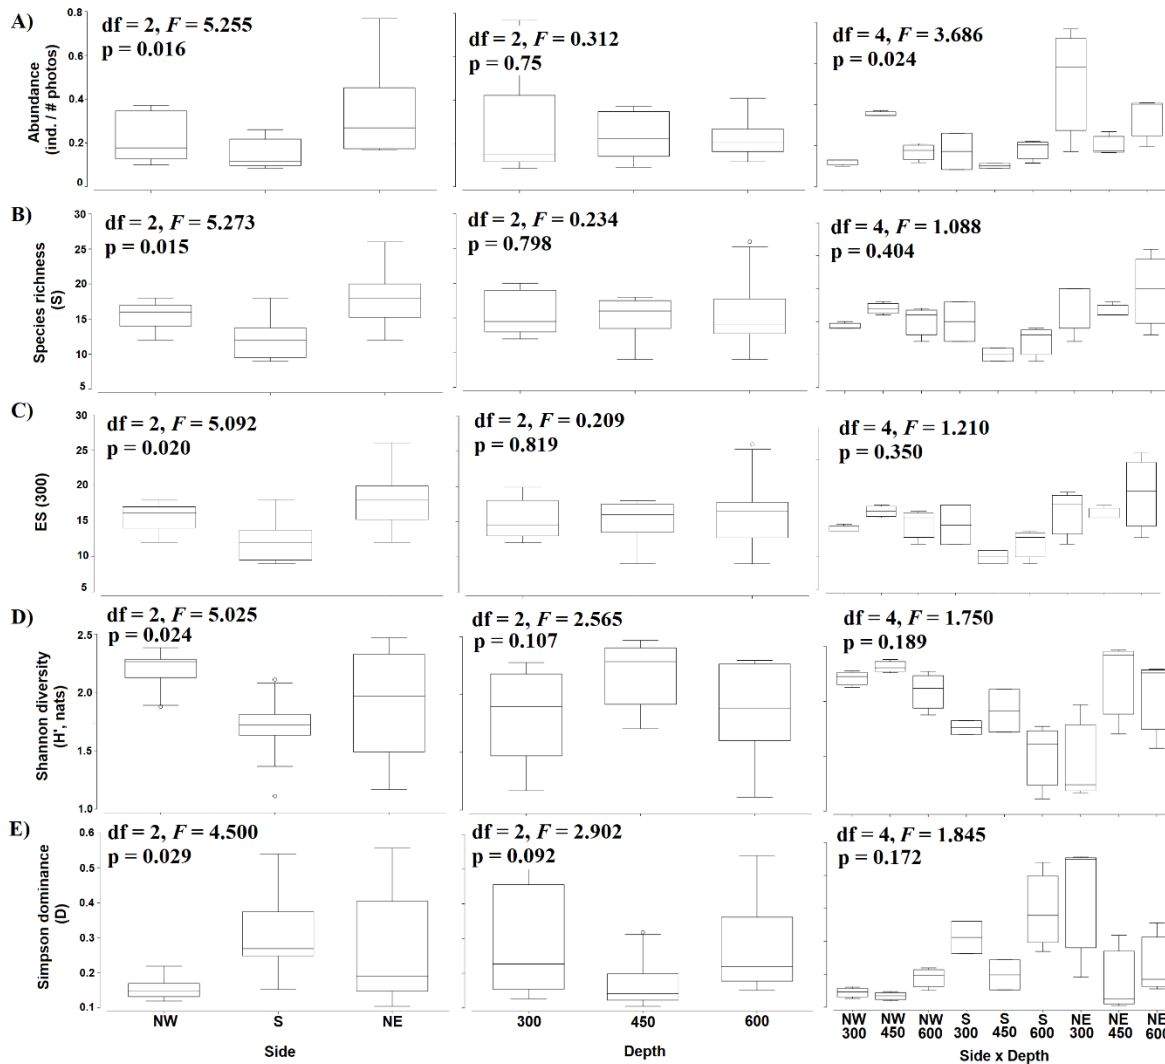 A)
Abundance
(ind. / # photos)
0.8
0.6
0.4
0.2
0
df = 2, F = 5.255
p = 0.016
df = 2, F = 0.312
p = 0.75
df = 4, F = 3.686
p = 0.024
B)
Species richness
(S)
30
25
20
15
10
5
df = 2, F = 5.273
p = 0.015
df = 2, F = 0.234
p = 0.798
df = 4, F = 1.088
p = 0.404
C)
ES (300)
30
25
20
15
10
5
df = 2, F = 5.092
p = 0.020
df = 2, F = 0.209
p = 0.819
df = 4, F = 1.210
p = 0.350
D)
Shannon diversity
(H', nats)
2.5
2.0
1.5
1.0
df = 2, F = 5.025
p = 0.024
df = 2, F = 2.565
p = 0.107
df = 4, F = 1.750
p = 0.189
E)
Simpson dominance
(D)
0.6
0.5
0.4
0.3
0.2
0.1
df = 2, F = 4.500
p = 0.029
df = 2, F = 2.902
p = 0.092
df = 4, F = 1.845
p = 0.172
NW S NE
Side
300 450 600
Depth
NW NW NW S S S NE NE NE
300 450 600 300 450 600 300 450 600
Side x Depth